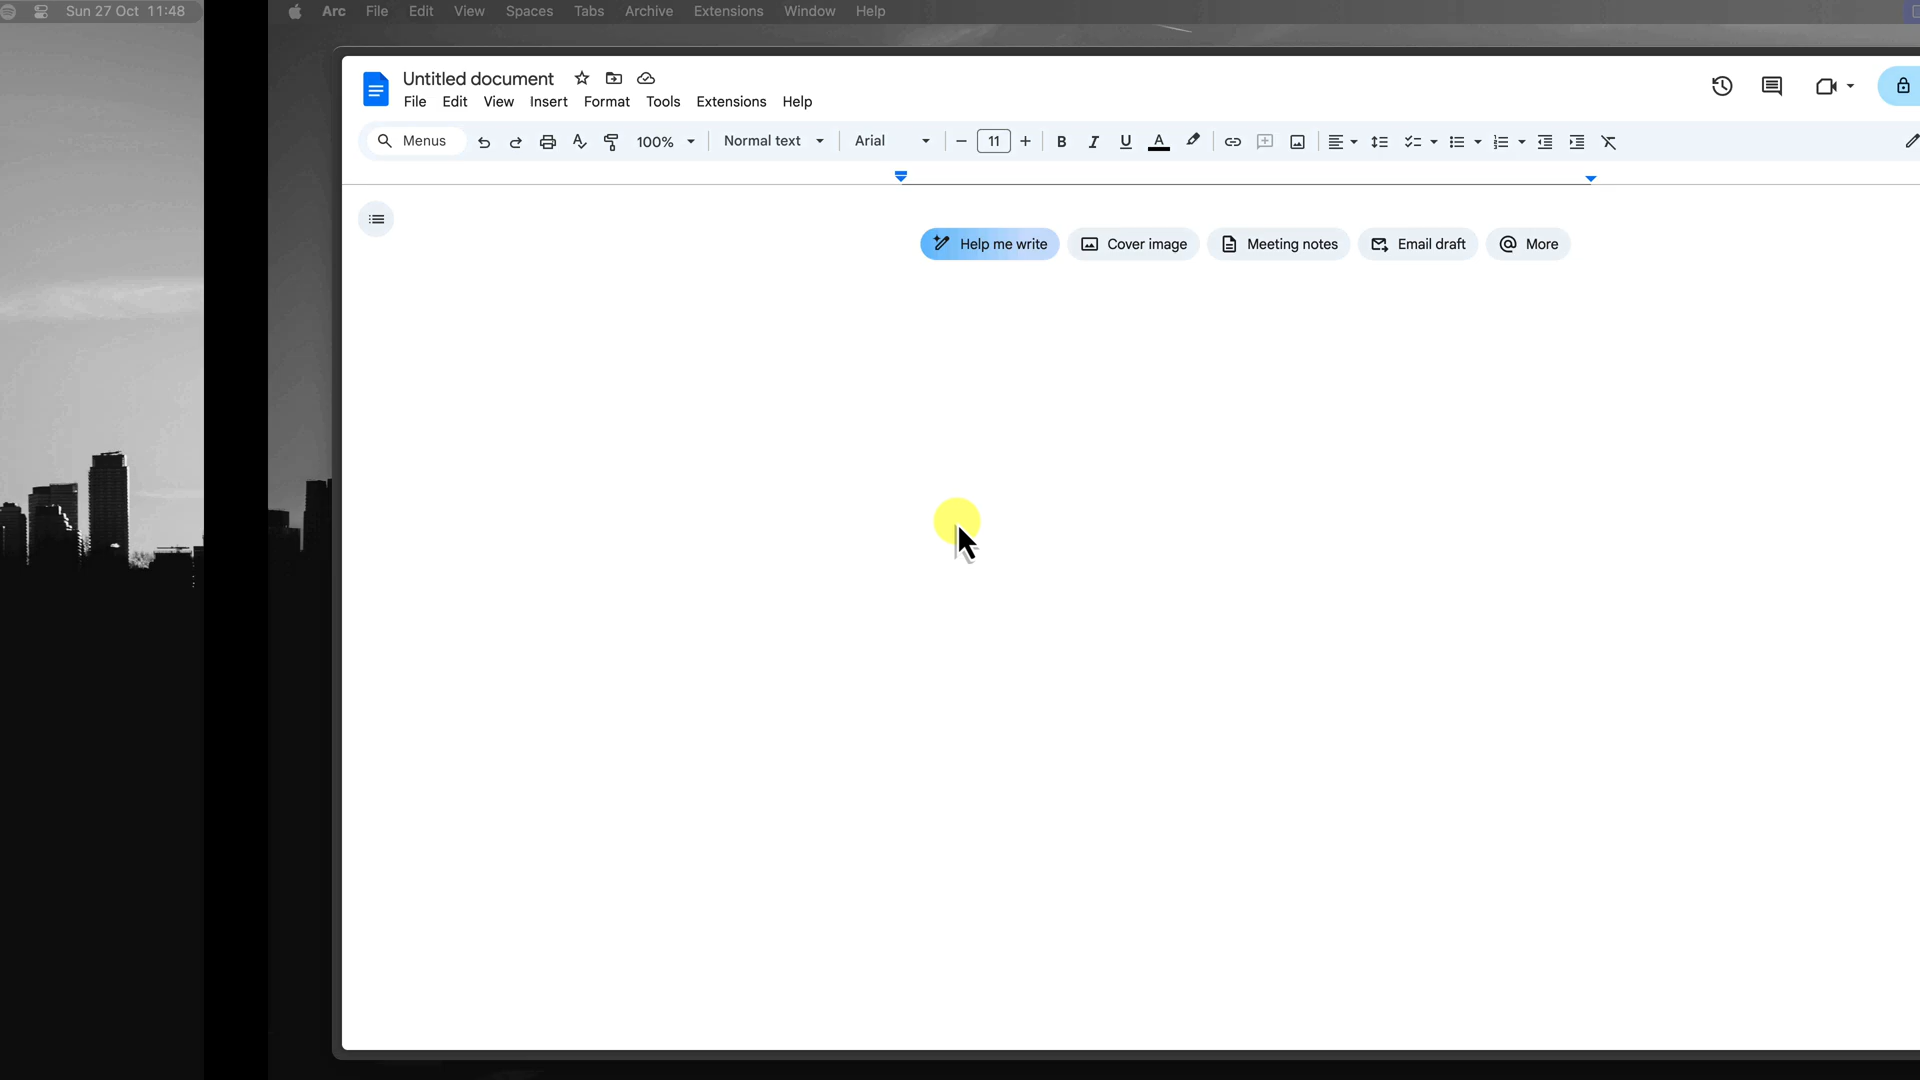 Sun 27 Oct 11:48
Arc File Edit View Spaces Tabs Archive Extensions Window Help
Untitled document
File Edit View Insert Format Tools Extensions Help
Menus 100% Normal text Arial 11 B I U A
Help me write Cover image Meeting notes Email draft More